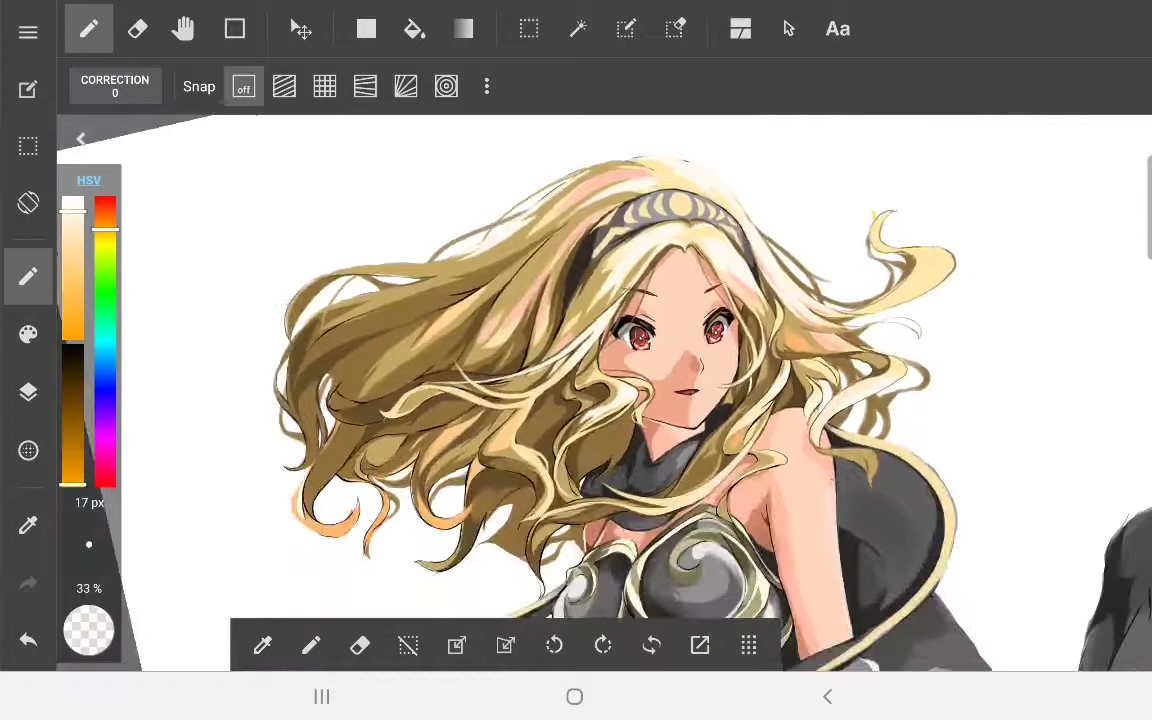 Aa
CORRECTION
0
Snap
off
HSV
17 px
33 %